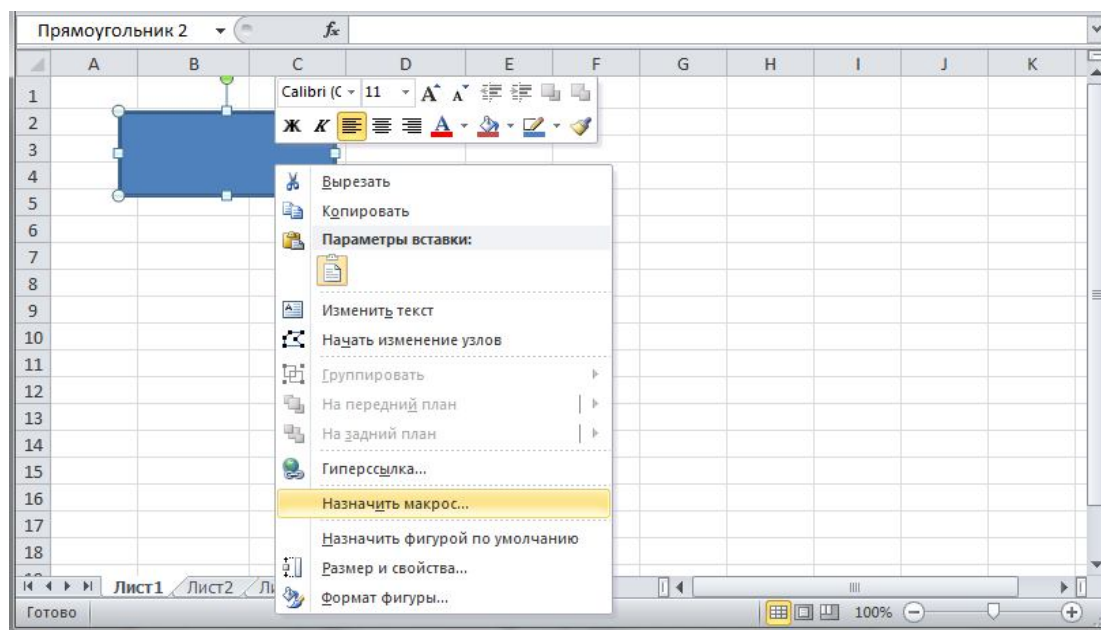 Прямоугольник 2 fx
A B C D E F G H I J K
Calibri (С 11 A A
Ж К A
1
2
3
4
5
6
7
8
9
10
11
12
13
14
15
16
17
18
Вырезать
Копировать
Параметры вставки:
Изменить текст
Начать изменение узлов
Группировать
На передний план
На задний план
Гиперссылка...
Назначить макрос...
Назначить фигурой по умолчанию
Размер и свойства...
Формат фигуры...
Лист1 Лист2
Готово 100%